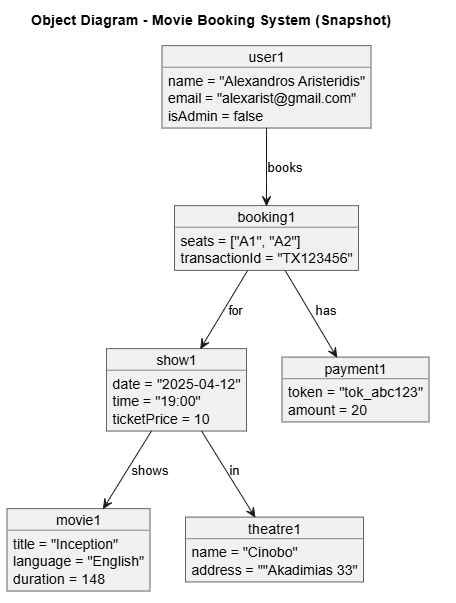 Object Diagram - Movie Booking System (Snapshot)
user1
name = "Alexandros Aristeridis"
email = "alexarist@gmail.com"
isAdmin = false
books
booking1
seats = ["A1", "A2"]
transactionId = "TX123456"
for
has
show1
date = "2025-04-12"
time = "19:00"
ticketPrice = 10
payment1
token = "tok_abc123"
amount = 20
shows
in
movie1
title = "Inception"
language = "English"
duration = 148
theatre1
name = "Cinobo"
address = ""Akadimias 33"